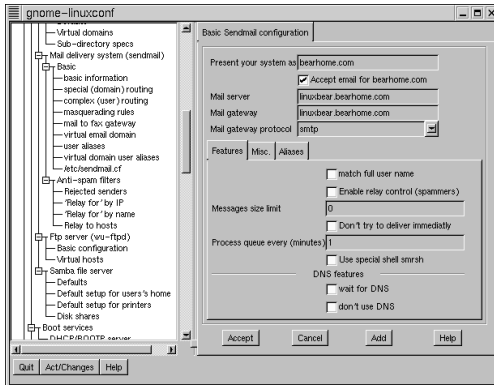 gnome-linuxconf
Virtual domains
Sub-directory specs
Mail delivery system (sendmail)
Basic
basic information
special (domain) routing
complex (user) routing
masquerading rules
mail to fax gateway
virtual email domain
user aliases
virtual domain user aliases
/etc/sendmail.cf
Anti-spam filters
Rejected senders
'Relay for' by IP
'Relay for' by name
Relay to hosts
Ftp server (wu-ftpd)
Basic configuration
Virtual hosts
Samba file server
Defaults
Default setup for users's home
Default setup for printers
Disk shares
Boot services
DHCP/BOOTP server
Quit Act/Changes Help
Basic Sendmail configuration
Present your system as bearhome.com
Accept email for bearhome.com
Mail server linuxbear.bearhome.com
Mail gateway linuxbear.bearhome.com
Mail gateway protocol smtp
Features Misc. Aliases
match full user name
Enable relay control (spammers)
Messages size limit 0
Don't try to deliver immediatly
Process queue every (minutes) 1
Use special shell smrsh
DNS features
wait for DNS
don't use DNS
Accept Cancel Add Help